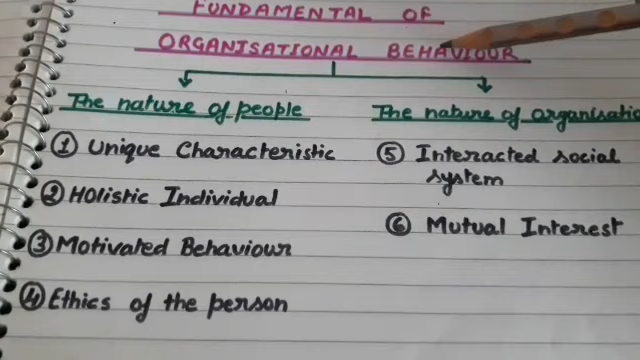 FUNDAMENTAL OF
ORGANISATIONAL BEHAVIOUR
The nature of people
① Unique Characteristic
② Holistic Individual
③ Motivated Behaviour
④ Ethics of the person
The nature of organisatio
⑤ Interacted social
system
⑥ Mutual Interest